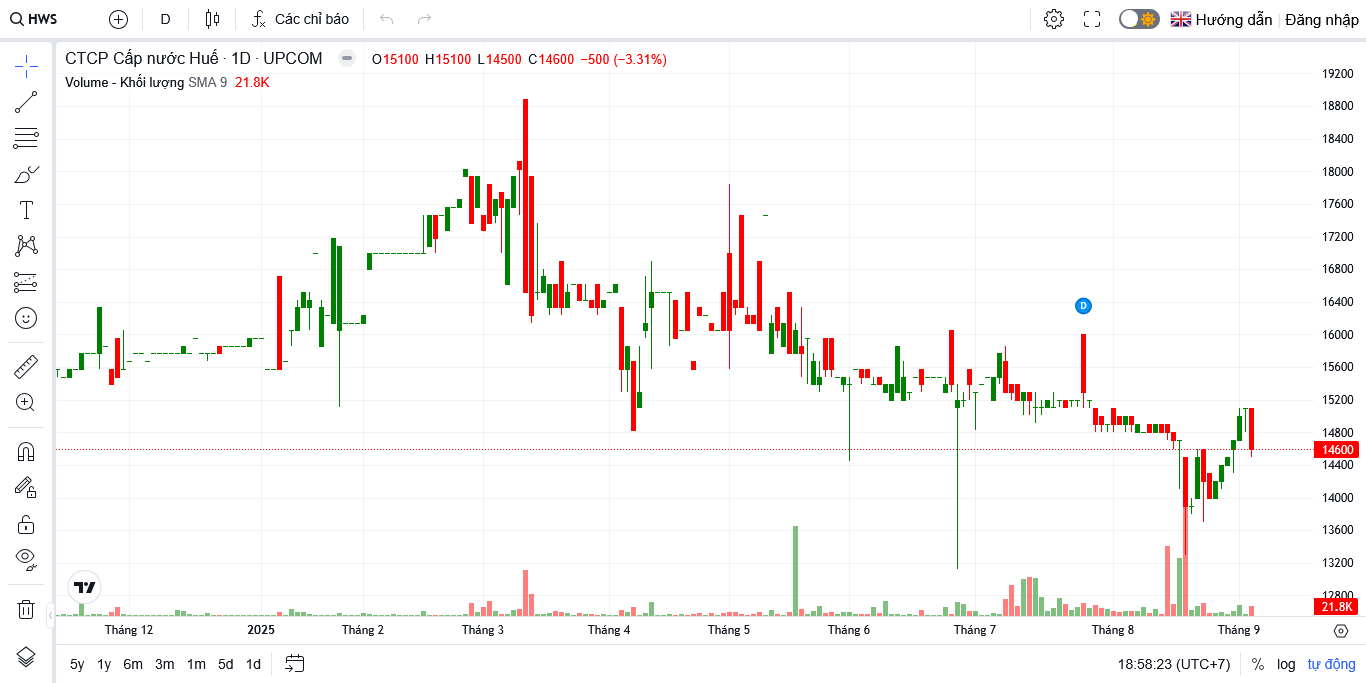 HWS D Các chỉ báo Hướng dẫn Đăng nhập
CTCP Cấp nước Huế · 1D · UPCOM O15100 H15100 L14500 C14600 −500 (−3.31%)
Volume - Khối lượng SMA 9 21.8K
19200
18800
18400
18000
17600
17200
16800
16400
D
16000
15600
15200
14800
14600
14400
14000
13600
13200
12800
21.8K
Tháng 12 2025 Tháng 2 Tháng 3 Tháng 4 Tháng 5 Tháng 6 Tháng 7 Tháng 8 Tháng 9
5y 1y 6m 3m 1m 5d 1d 18:58:23 (UTC+7) % log tự động